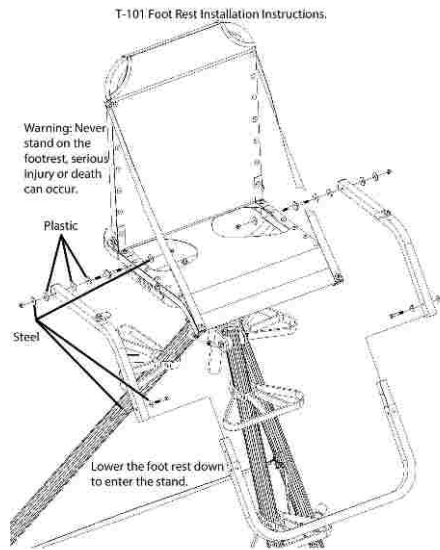 T-101 Foot Rest Installation Instructions.
Warning: Never
stand on the
footrest, serious
injury or death
can occur.
Plastic
Steel
Lower the foot rest down
to enter the stand.